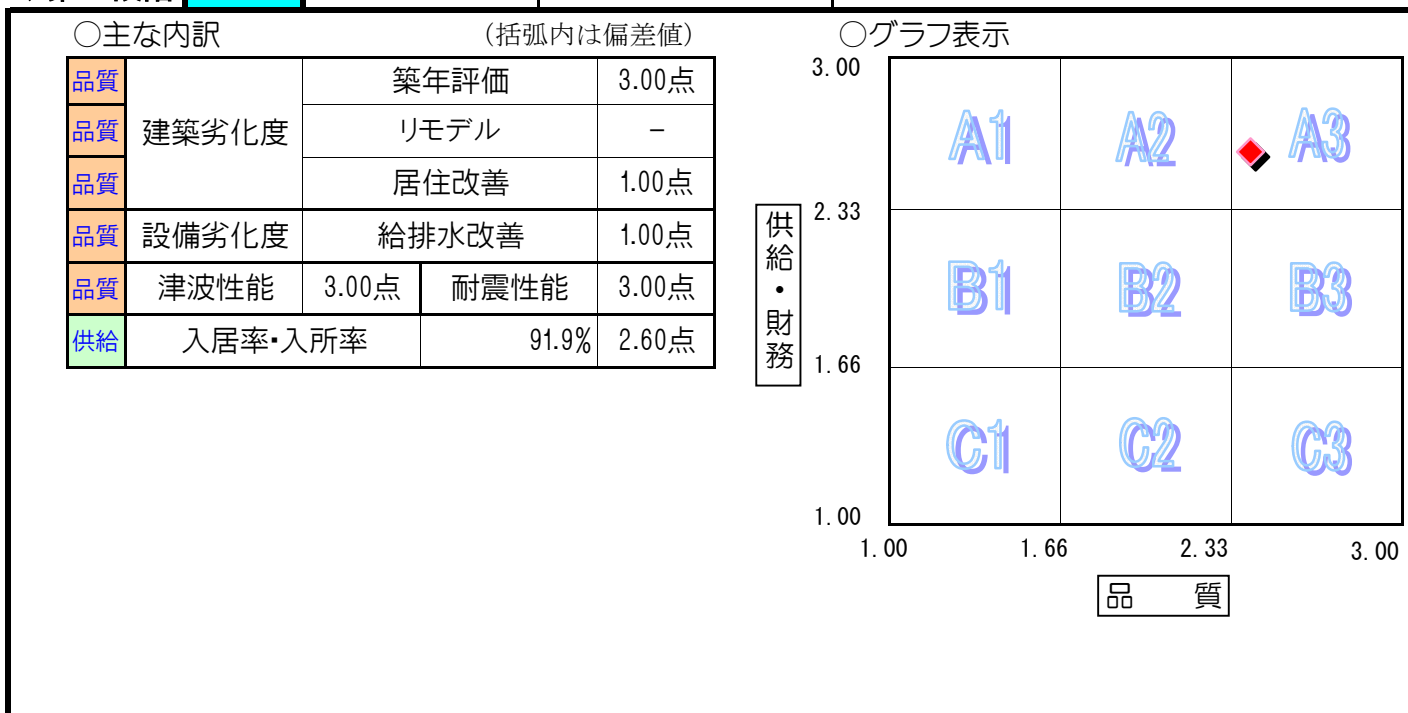 ○主な内訳 (括弧内は偏差値)
品質 建築劣化度 築年評価 3.00点
品質 リモデル －
品質 居住改善 1.00点
品質 設備劣化度 給排水改善 1.00点
品質 津波性能 3.00点 耐震性能 3.00点
供給 入居率・入所率 91.9% 2.60点
○グラフ表示
3.00
A1 A2 A3
2.33
供給・財務
B1 B2 B3
1.66
C1 C2 C3
1.00
1.00 1.66 2.33 3.00
品 質